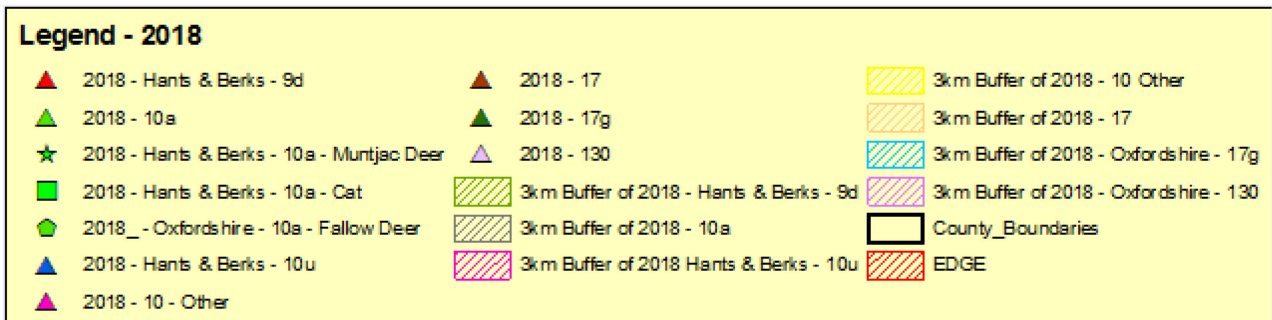 Legend - 2018
2018 - Hants & Berks - 9d
2018 - 10a
2018 - Hants & Berks - 10a - Muntjac Deer
2018 - Hants & Berks - 10a - Cat
2018_ - Oxfordshire - 10a - Fallow Deer
2018 - Hants & Berks - 10u
2018 - 10 - Other
2018 - 17
2018 - 17g
2018 - 130
3km Buffer of 2018 - Hants & Berks - 9d
3km Buffer of 2018 - 10a
3km Buffer of 2018 Hants & Berks - 10u
3km Buffer of 2018 - 10 Other
3km Buffer of 2018 - 17
3km Buffer of 2018 - Oxfordshire - 17g
3km Buffer of 2018 - Oxfordshire - 130
County_Boundaries
EDGE